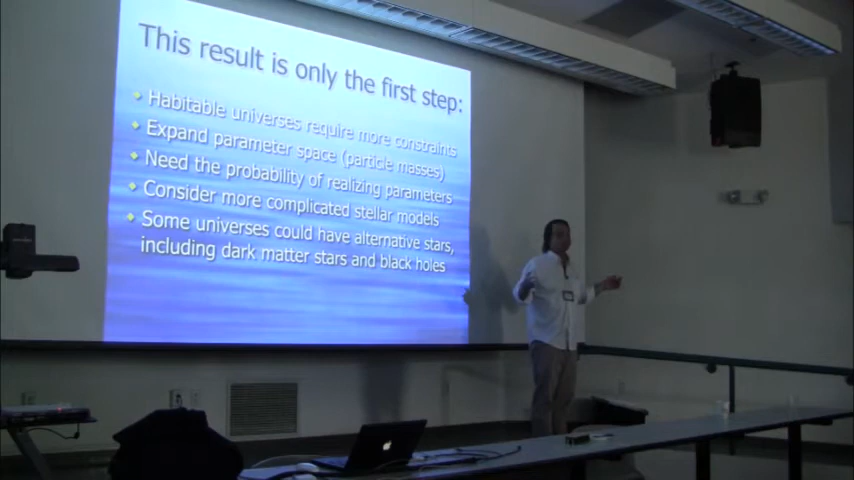 This result is only the first step:
Habitable universes require more constraints
Expand parameter space (particle masses)
Need the probability of realizing parameters
Consider more complicated stellar models
Some universes could have alternative stars,
including dark matter stars and black holes